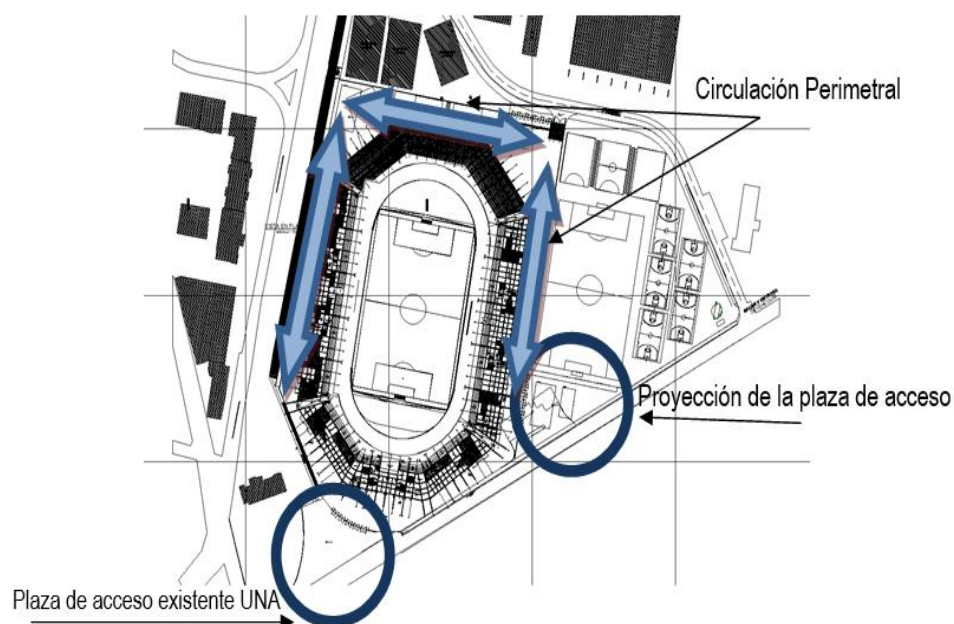 Circulación Perimetral
Proyección de la plaza de acceso
Plaza de acceso existente UNA